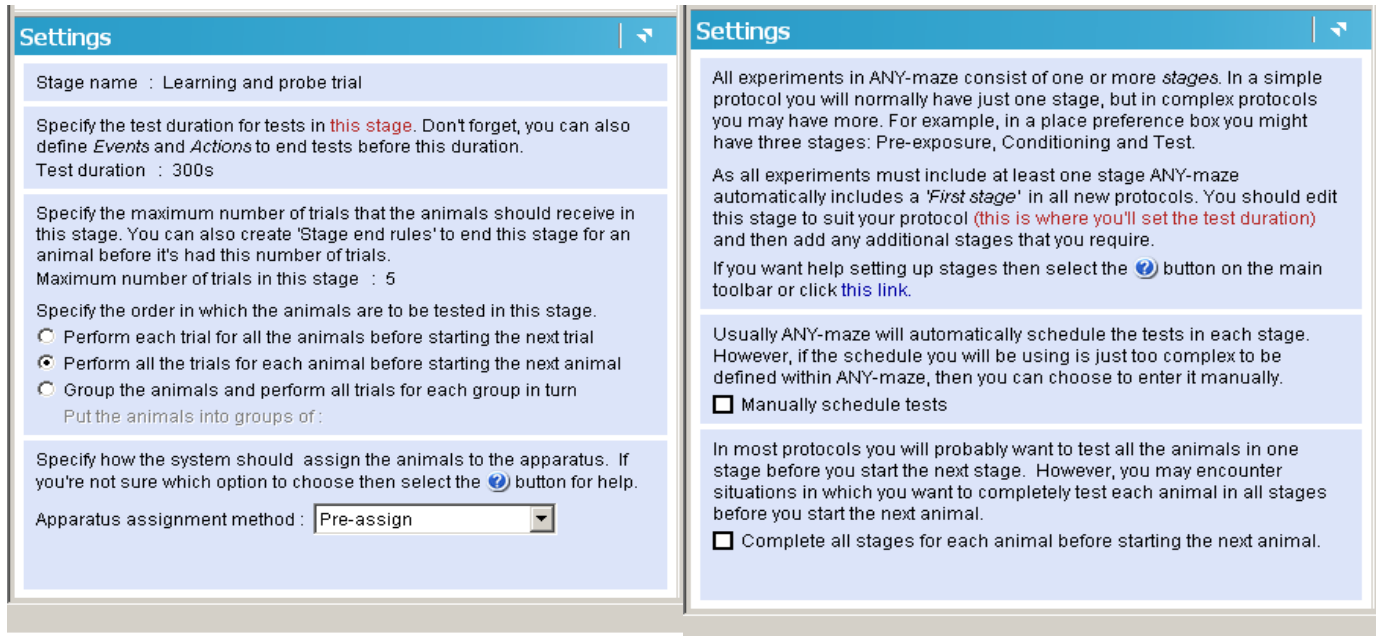 Settings
Stage name : Learning and probe trial
Specify the test duration for tests in this stage. Don't forget, you can also
define Events and Actions to end tests before this duration.
Test duration : 300s
Specify the maximum number of trials that the animals should receive in
this stage. You can also create 'Stage end rules' to end this stage for an
animal before it's had this number of trials.
Maximum number of trials in this stage : 5
Specify the order in which the animals are to be tested in this stage.
Perform each trial for all the animals before starting the next trial
Perform all the trials for each animal before starting the next animal
Group the animals and perform all trials for each group in turn
Put the animals into groups of :
Specify how the system should assign the animals to the apparatus. If
you're not sure which option to choose then select the ? button for help.
Apparatus assignment method : Pre-assign
Settings
All experiments in ANY-maze consist of one or more stages. In a simple
protocol you will normally have just one stage, but in complex protocols
you may have more. For example, in a place preference box you might
have three stages: Pre-exposure, Conditioning and Test.
As all experiments must include at least one stage ANY-maze
automatically includes a 'First stage' in all new protocols. You should edit
this stage to suit your protocol (this is where you'll set the test duration)
and then add any additional stages that you require.
If you want help setting up stages then select the ? button on the main
toolbar or click this link.
Usually ANY-maze will automatically schedule the tests in each stage.
However, if the schedule you will be using is just too complex to be
defined within ANY-maze, then you can choose to enter it manually.
Manually schedule tests
In most protocols you will probably want to test all the animals in one
stage before you start the next stage. However, you may encounter
situations in which you want to completely test each animal in all stages
before you start the next animal.
Complete all stages for each animal before starting the next animal.